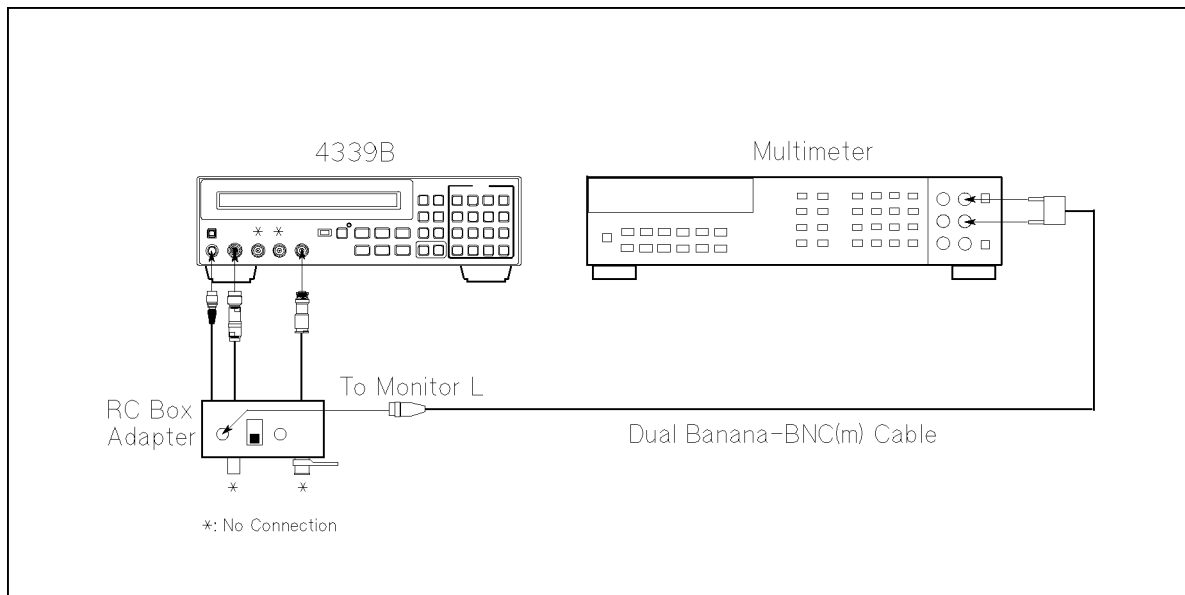 4339B
Multimeter
* *
To Monitor L
RC Box
Adapter
Dual Banana-BNC(m) Cable
* *
*: No Connection